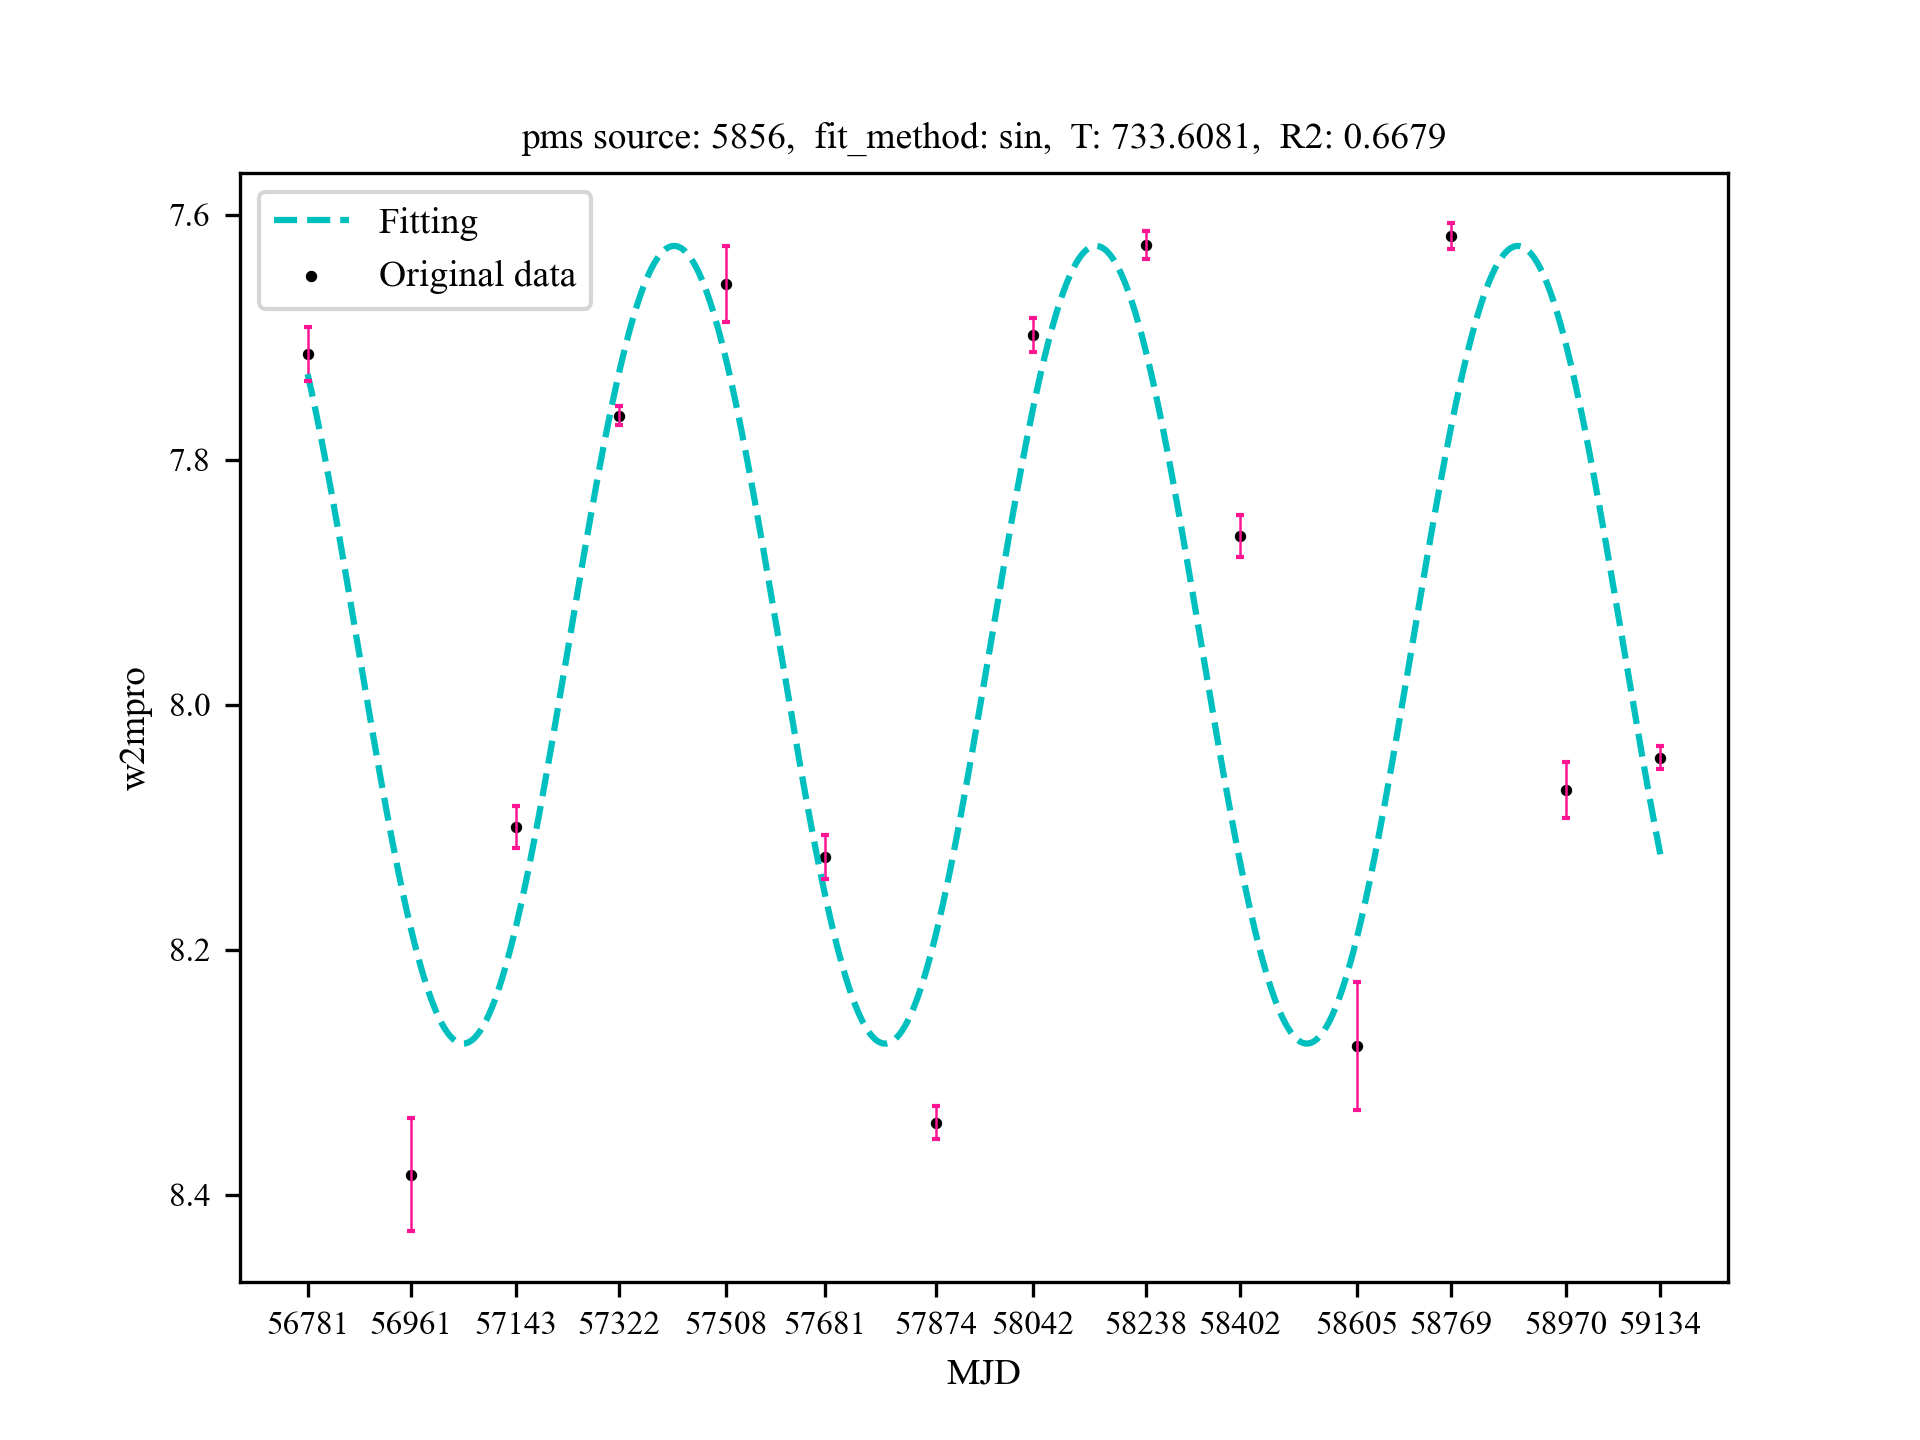 pms source: 5856, fit_method: sin, T: 733.6081, R2: 0.6679
Fitting
Original data
7.6
7.8
8.0
8.2
8.4
w2mpro
56781 56961 57143 57322 57508 57681 57874 58042 58238 58402 58605 58769 58970 59134
MJD